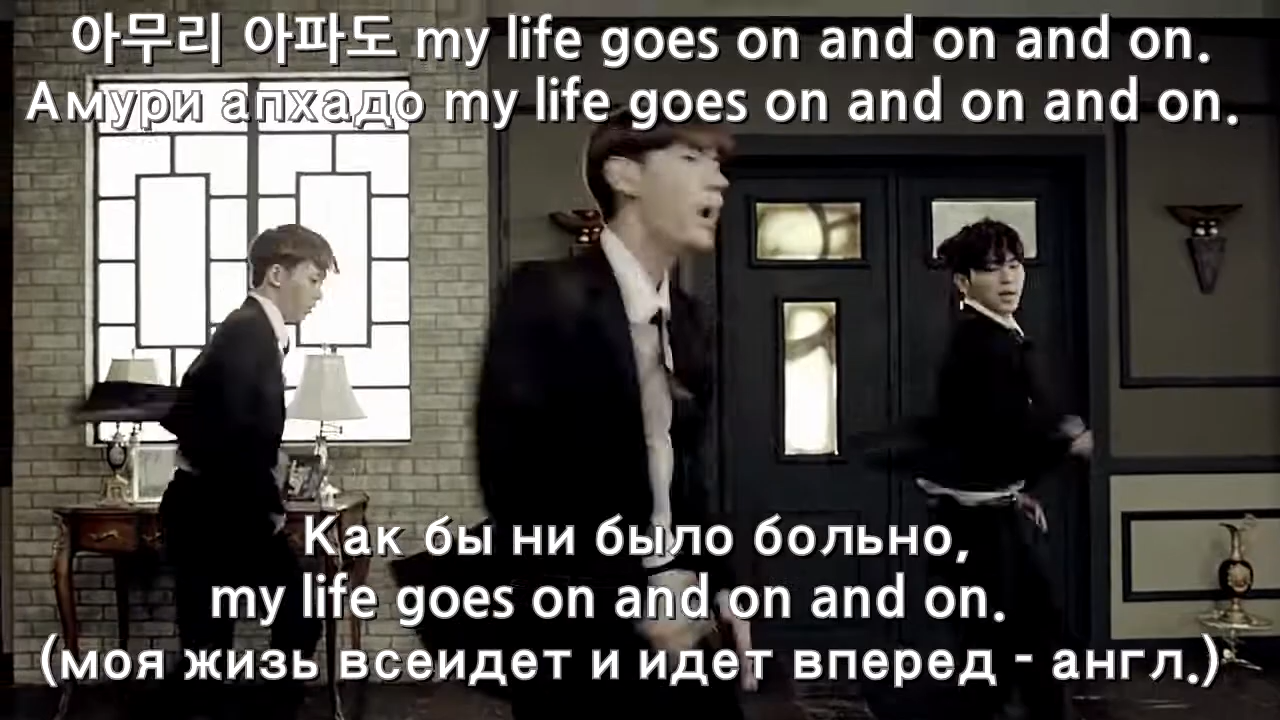 아무리 아파도 my life goes on and on and on.
Амури апхадо my life goes on and on and on.
Как бы ни было больно,
my life goes on and on and on.
(моя жизь всеидет и идет вперед - англ.)